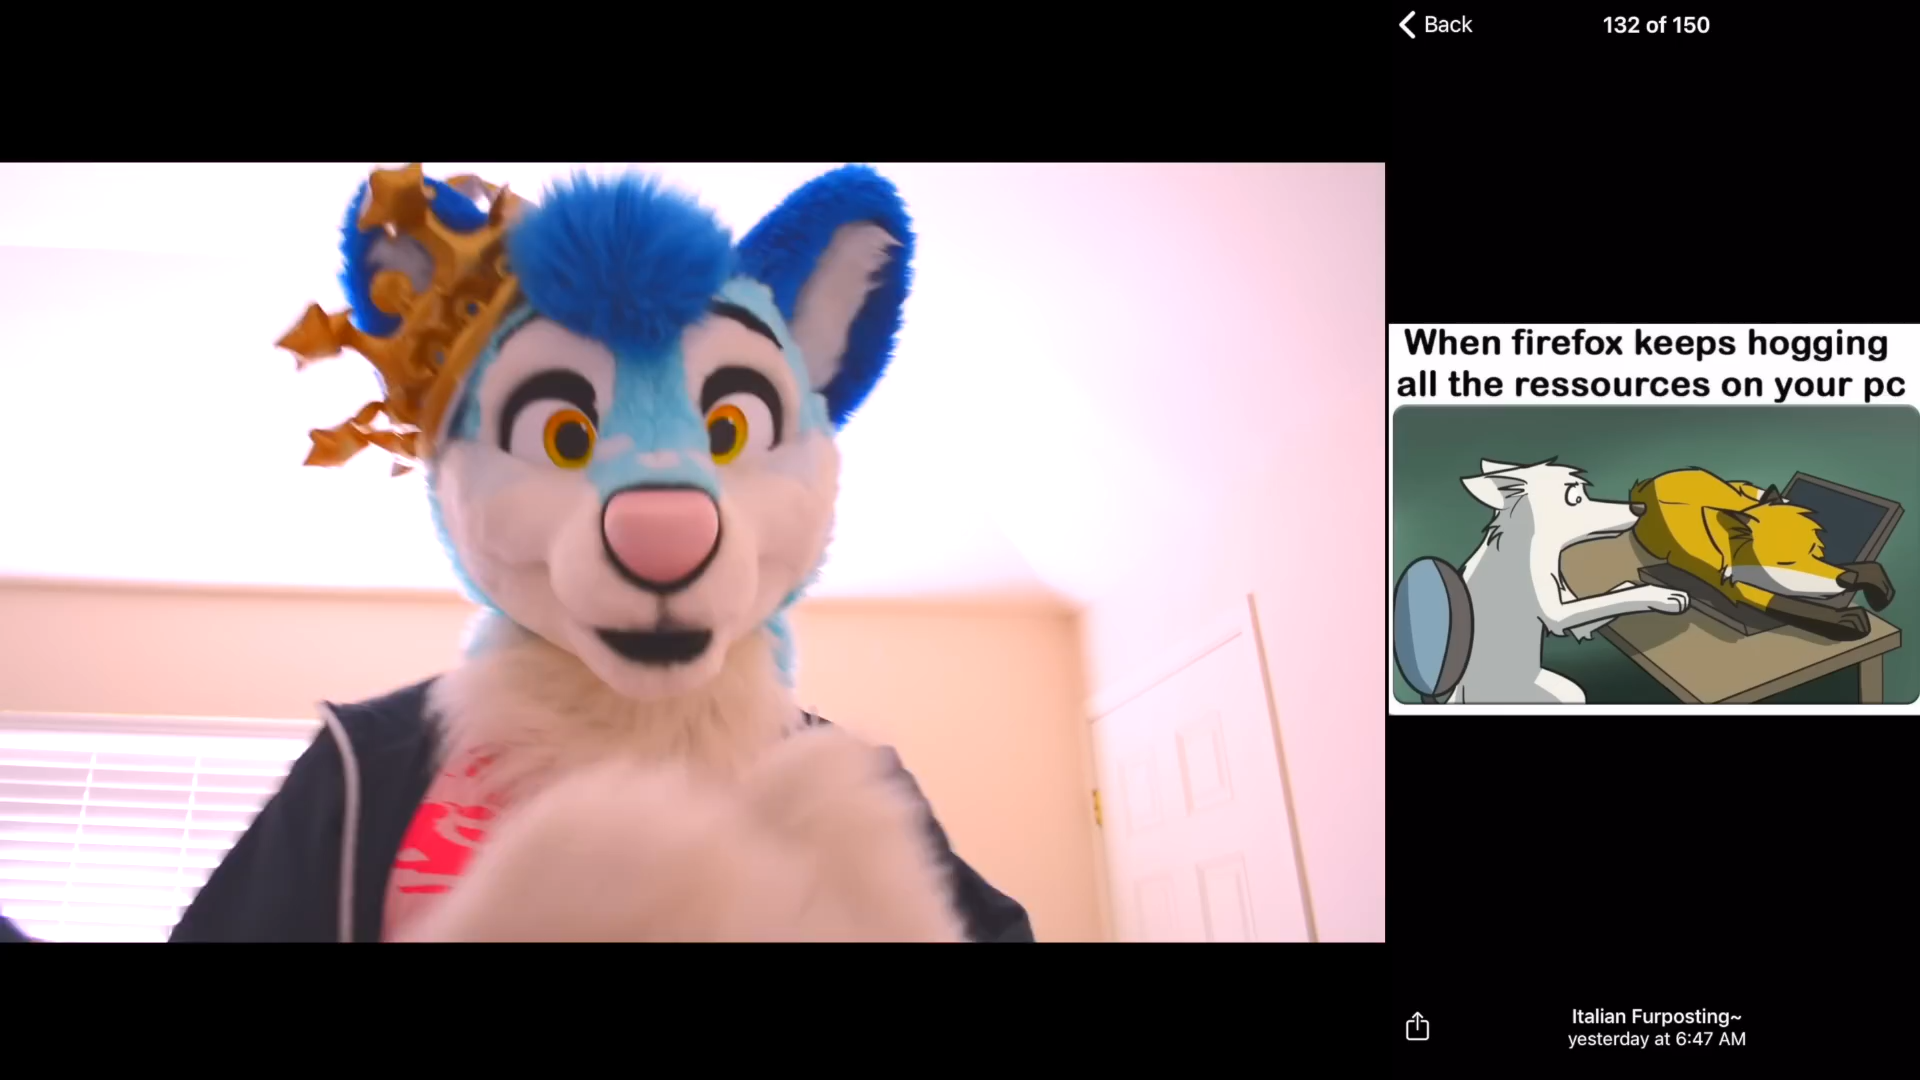 Back
132 of 150
When firefox keeps hogging
all the ressources on your pc
Italian Furposting~
yesterday at 6:47 AM